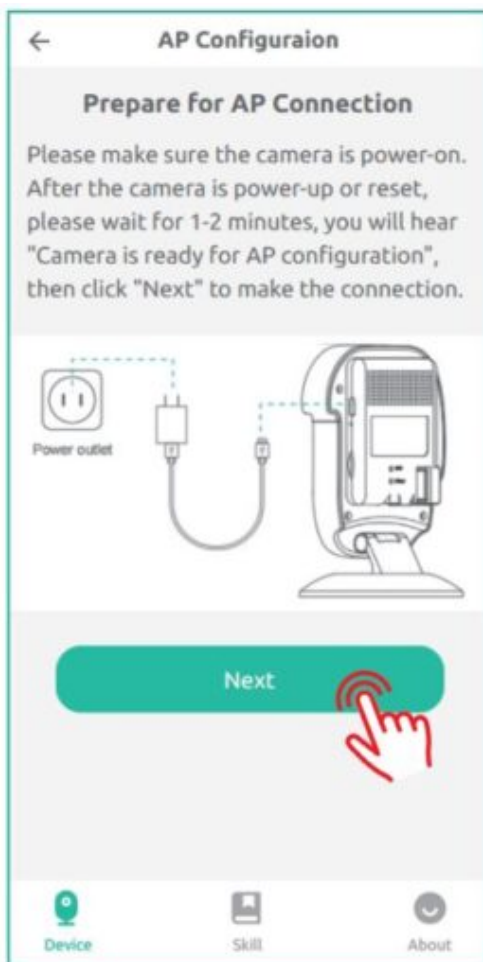 AP Configuraion
Prepare for AP Connection
Please make sure the camera is power-on.
After the camera is power-up or reset,
please wait for 1-2 minutes, you will hear
"Camera is ready for AP configuration",
then click "Next" to make the connection.
Power outlet
Next
Device
Skill
About